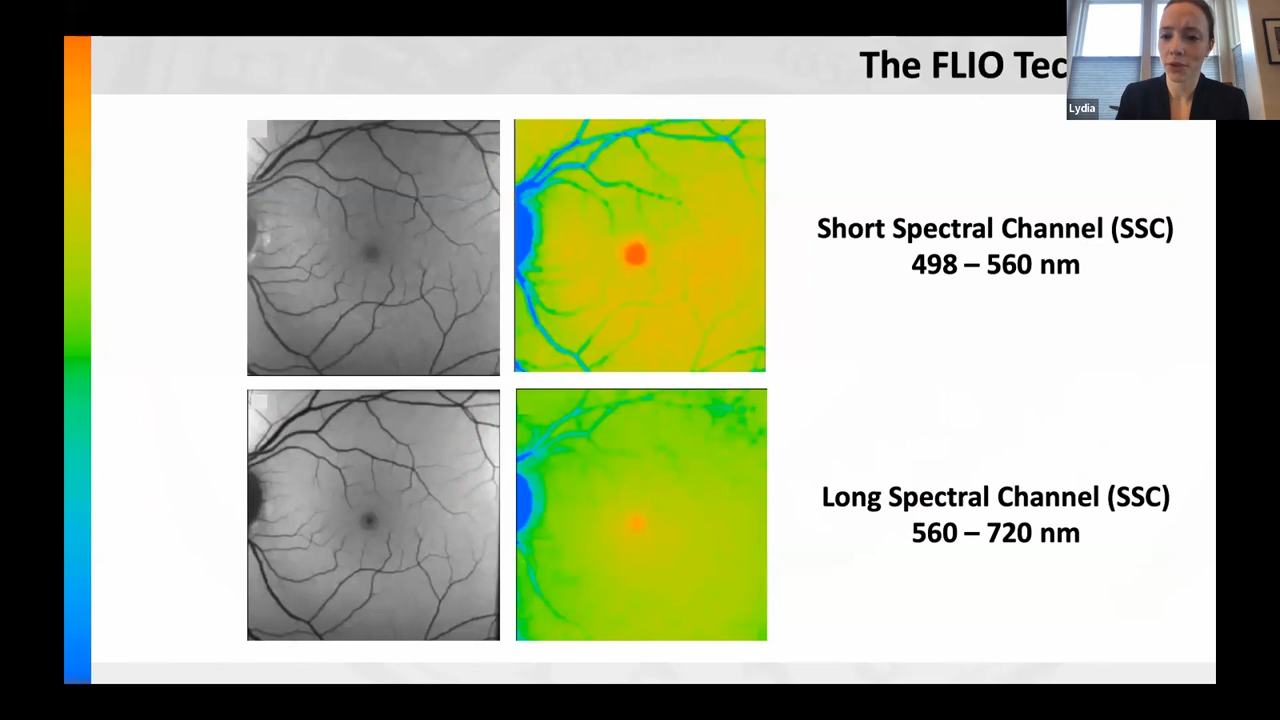 The FLIO Tec
Lydia
Short Spectral Channel (SSC)
498 – 560 nm
Long Spectral Channel (SSC)
560 – 720 nm